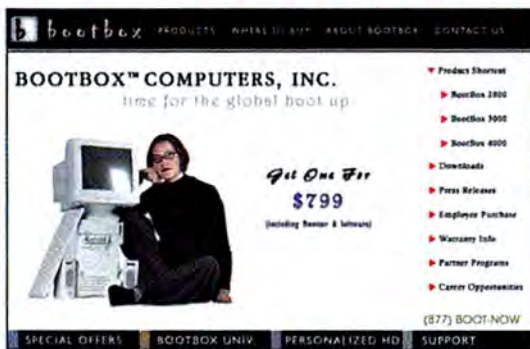 b bootbox PRODUCTS WHERE TO BUY ABOUT BOOTBOX CONTACT US
BOOTBOX™ COMPUTERS, INC.
time for the global boot up
Get One For
$799
(Including Monitor & Software)
Product Shortcut
BootBox 2800
BootBox 3000
BootBox 4000
Downloads
Press Releases
Employee Purchase
Warranty Info
Partner Programs
Career Opportunities
(877) BOOT-NOW
SPECIAL OFFERS BOOTBOX UNIV. PERSONALIZED HD SUPPORT